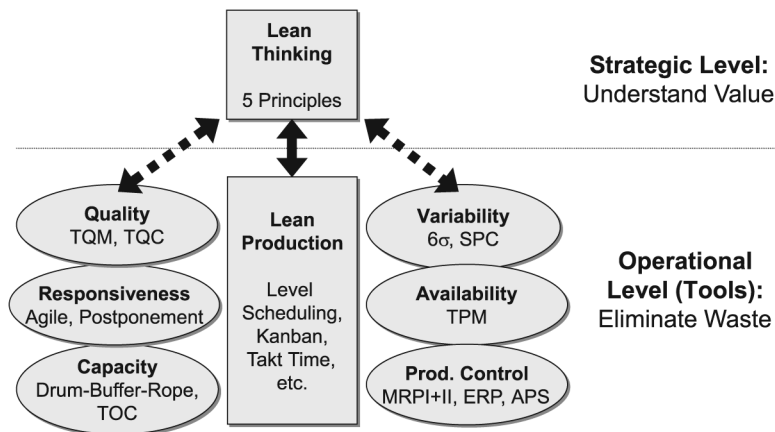 Lean
Thinking
5 Principles
Strategic Level:
Understand Value
Quality
TQM, TQC
Responsiveness
Agile, Postponement
Capacity
Drum-Buffer-Rope,
TOC
Lean
Production
Level
Scheduling,
Kanban,
Takt Time,
etc.
Variability
6σ, SPC
Availability
TPM
Prod. Control
MRPI+II, ERP, APS
Operational
Level (Tools):
Eliminate Waste